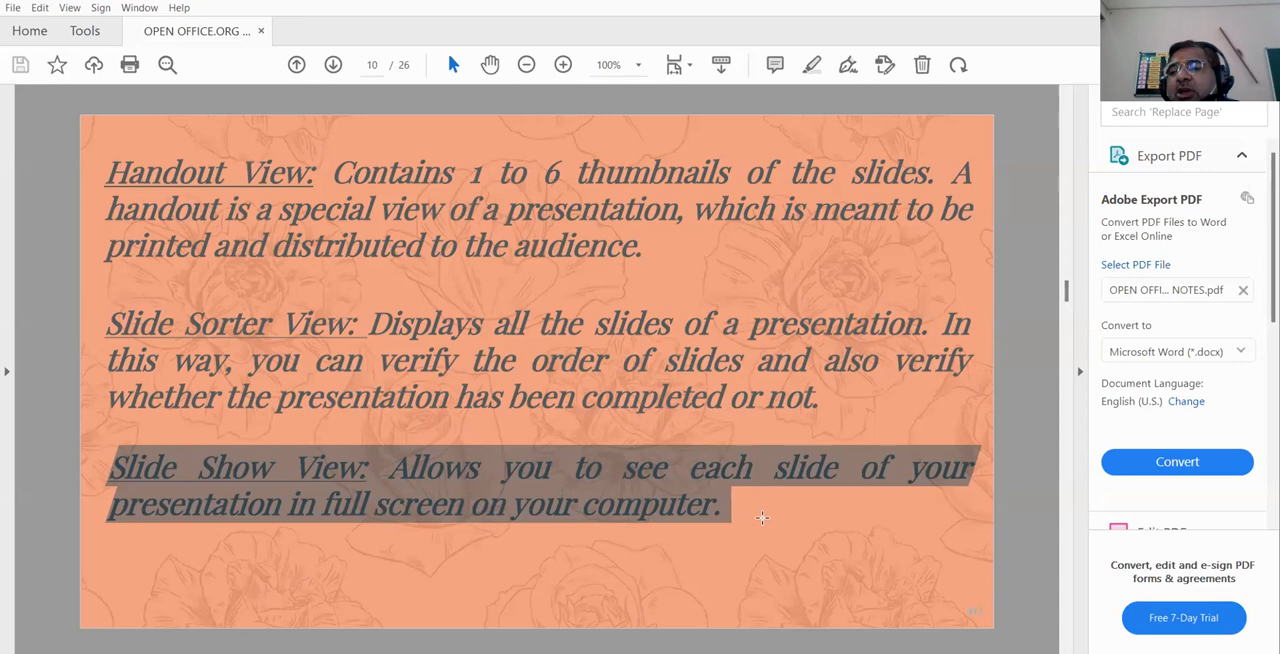 File Edit View Sign Window Help
Home Tools OPEN OFFICE.ORG ... ×
10 / 26 100%
Search 'Replace Page'
Export PDF
Adobe Export PDF
Convert PDF Files to Word
or Excel Online
Select PDF File
OPEN OFFI... NOTES.pdf
Convert to
Microsoft Word (*.docx)
Document Language:
English (U.S.) Change
Convert
Convert, edit and e-sign PDF
forms & agreements
Free 7-Day Trial
Handout View: Contains 1 to 6 thumbnails of the slides. A
handout is a special view of a presentation, which is meant to be
printed and distributed to the audience.
Slide Sorter View: Displays all the slides of a presentation. In
this way, you can verify the order of slides and also verify
whether the presentation has been completed or not.
Slide Show View: Allows you to see each slide of your
presentation in full screen on your computer.